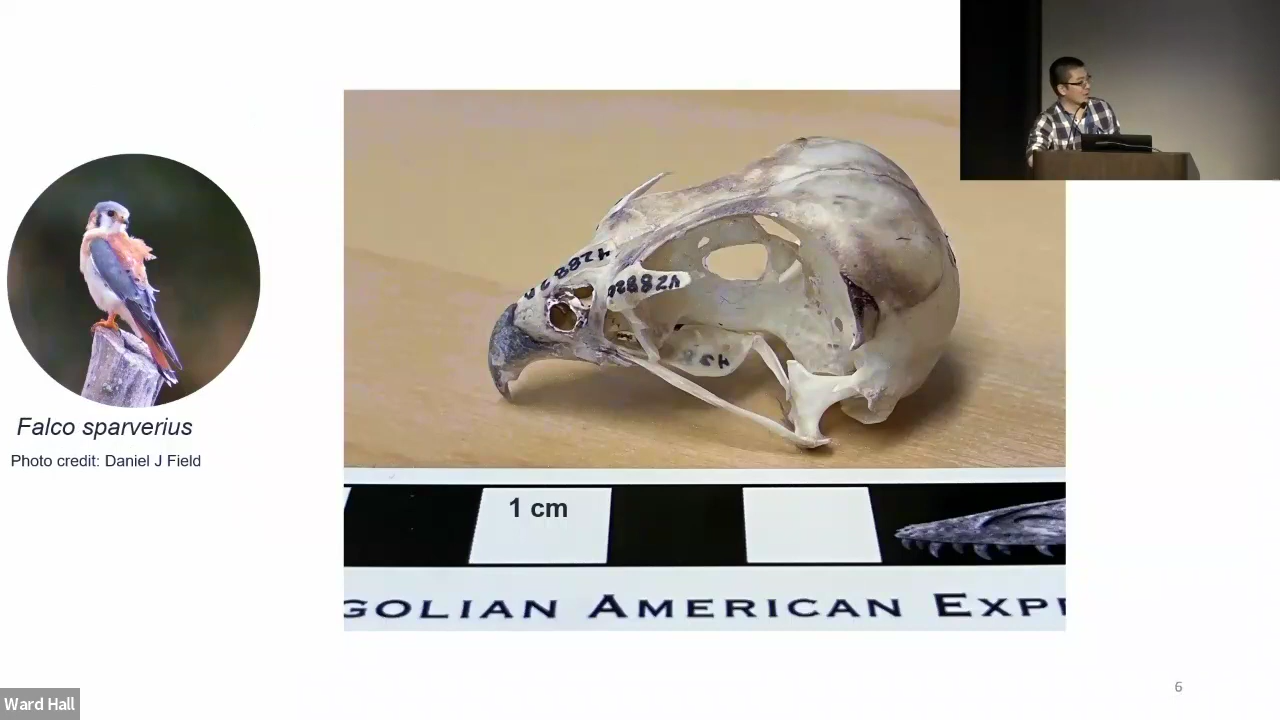 Falco sparverius
Photo credit: Daniel J Field
1 cm
GOLIAN AMERICAN EXP
6
Ward Hall